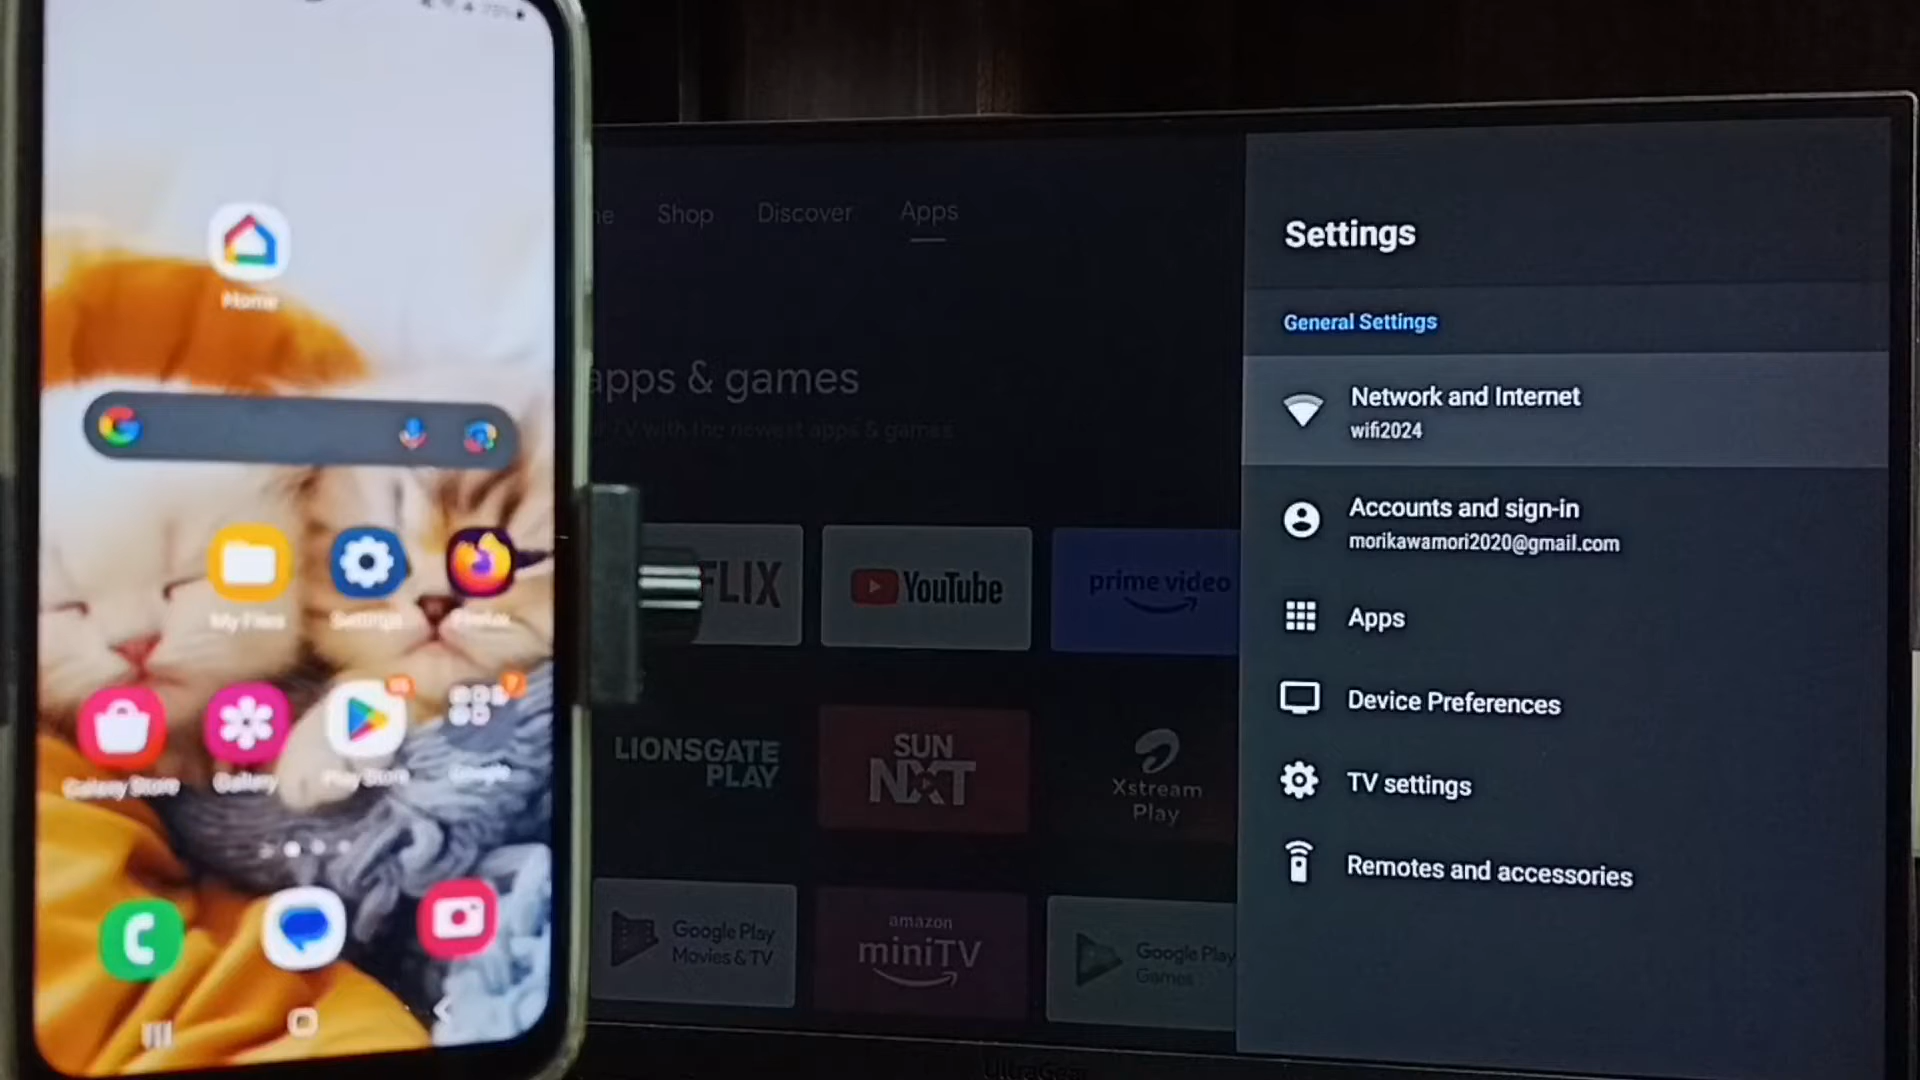 Home
My Files
Settings
Firefox
Galaxy Store
Gallery
Play Store
Google
Shop
Discover
Apps
apps & games
TV with the newest apps & games
FLIX
YouTube
prime video
LIONSGATE
PLAY
SUN
NXT
Xstream
Play
Google Play
Movies & TV
amazon
miniTV
Google Play
Games
UltraGear
Settings
General Settings
Network and Internet
wifi2024
Accounts and sign-in
morikawamori2020@gmail.com
Apps
Device Preferences
TV settings
Remotes and accessories